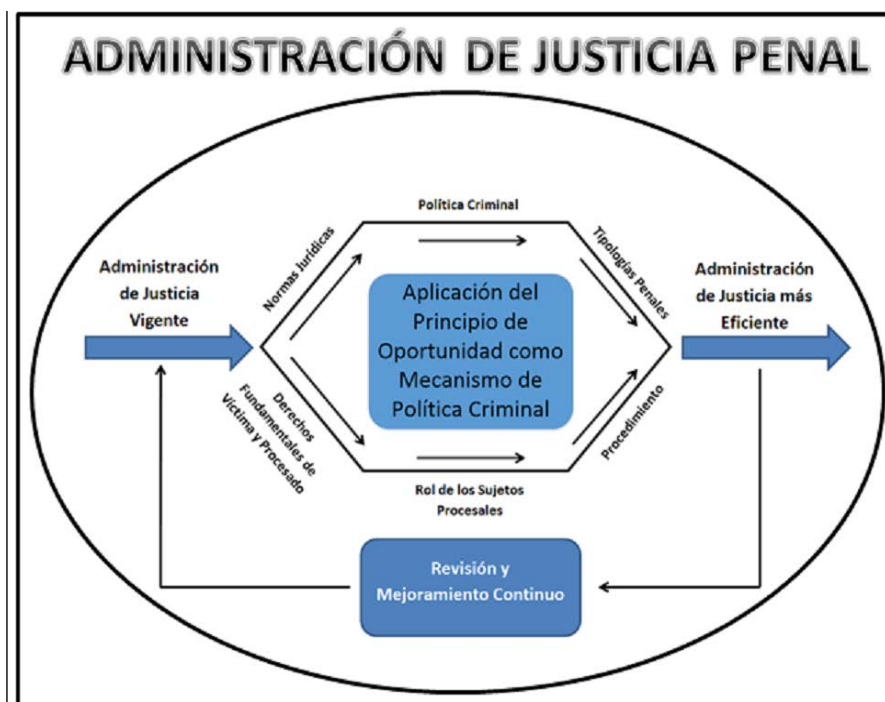 ADMINISTRACIÓN DE JUSTICIA PENAL
Política Criminal
Normas Jurídicas
Tipologías Penales
Administración
de Justicia
Vigente
Aplicación del
Principio de
Oportunidad como
Mecanismo de
Política Criminal
Administración
de Justicia más
Eficiente
Derechos
Fundamentales de
Víctima y Procesado
Rol de los Sujetos
Procesales
Procedimiento
Revisión y
Mejoramiento Continuo